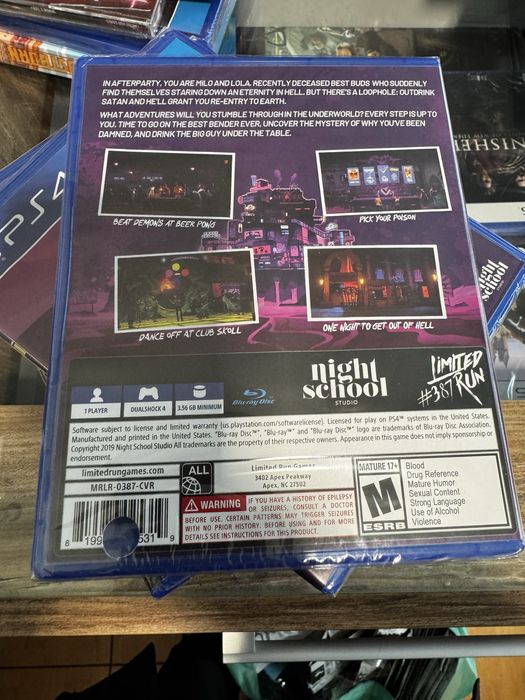 IN AFTERPARTY, YOU ARE MILO AND LOLA, RECENTLY DECEASED BEST BUDS WHO SUDDENLY
FIND THEMSELVES STARING DOWN AN ETERNITY IN HELL. BUT THERE'S A LOOPHOLE: OUTDRINK
SATAN AND HE'LL GRANT YOU RE-ENTRY TO EARTH.
WHAT ADVENTURES WILL YOU STUMBLE THROUGH IN THE UNDERWORLD? EVERY STEP IS UP TO
YOU. TIME TO GO ON THE BEST BENDER EVER, UNCOVER THE MYSTERY OF WHY YOU'VE BEEN
DAMNED, AND DRINK THE BIG GUY UNDER THE TABLE.
BEAT DEMONS AT BEER PONG
PICK YOUR POISON
DANCE OFF AT CLUB SKOLL
ONE NIGHT TO GET OUT OF HELL
PS4
NISHER
night
school
1 PLAYER
DUALSHOCK 4
3.56 GB MINIMUM
Blu-ray Disc
night
school
STUDIO
LIMITED
RUN
#387
Software subject to license and limited warranty (us.playstation.com/softwarelicense). Licensed for play on PS4™ systems in the United States.
Manufactured and printed in the United States. "Blu-ray Disc™", "Blu-ray™" and "Blu-ray Disc™" logo are trademarks of Blu-ray Disc Association.
Copyright 2019 Night School Studio All trademarks are the property of their respective owners. Appearance in this game does not imply sponsorship or
endorsement.
limitedrungames.com
MRLR-0387-CVR
ALL
Limited Run Games
3402 Apex Peakway
Apex, NC 27502
WARNING
IF YOU HAVE A HISTORY OF EPILEPSY
OR SEIZURES, CONSULT A DOCTOR
BEFORE USE. CERTAIN PATTERNS MAY TRIGGER SEIZURES
WITH NO PRIOR HISTORY. BEFORE USING AND FOR MORE
DETAILS SEE INSTRUCTIONS FOR THIS PRODUCT.
MATURE 17+
M
ESRB
Blood
Drug Reference
Mature Humor
Sexual Content
Strong Language
Use of Alcohol
Violence